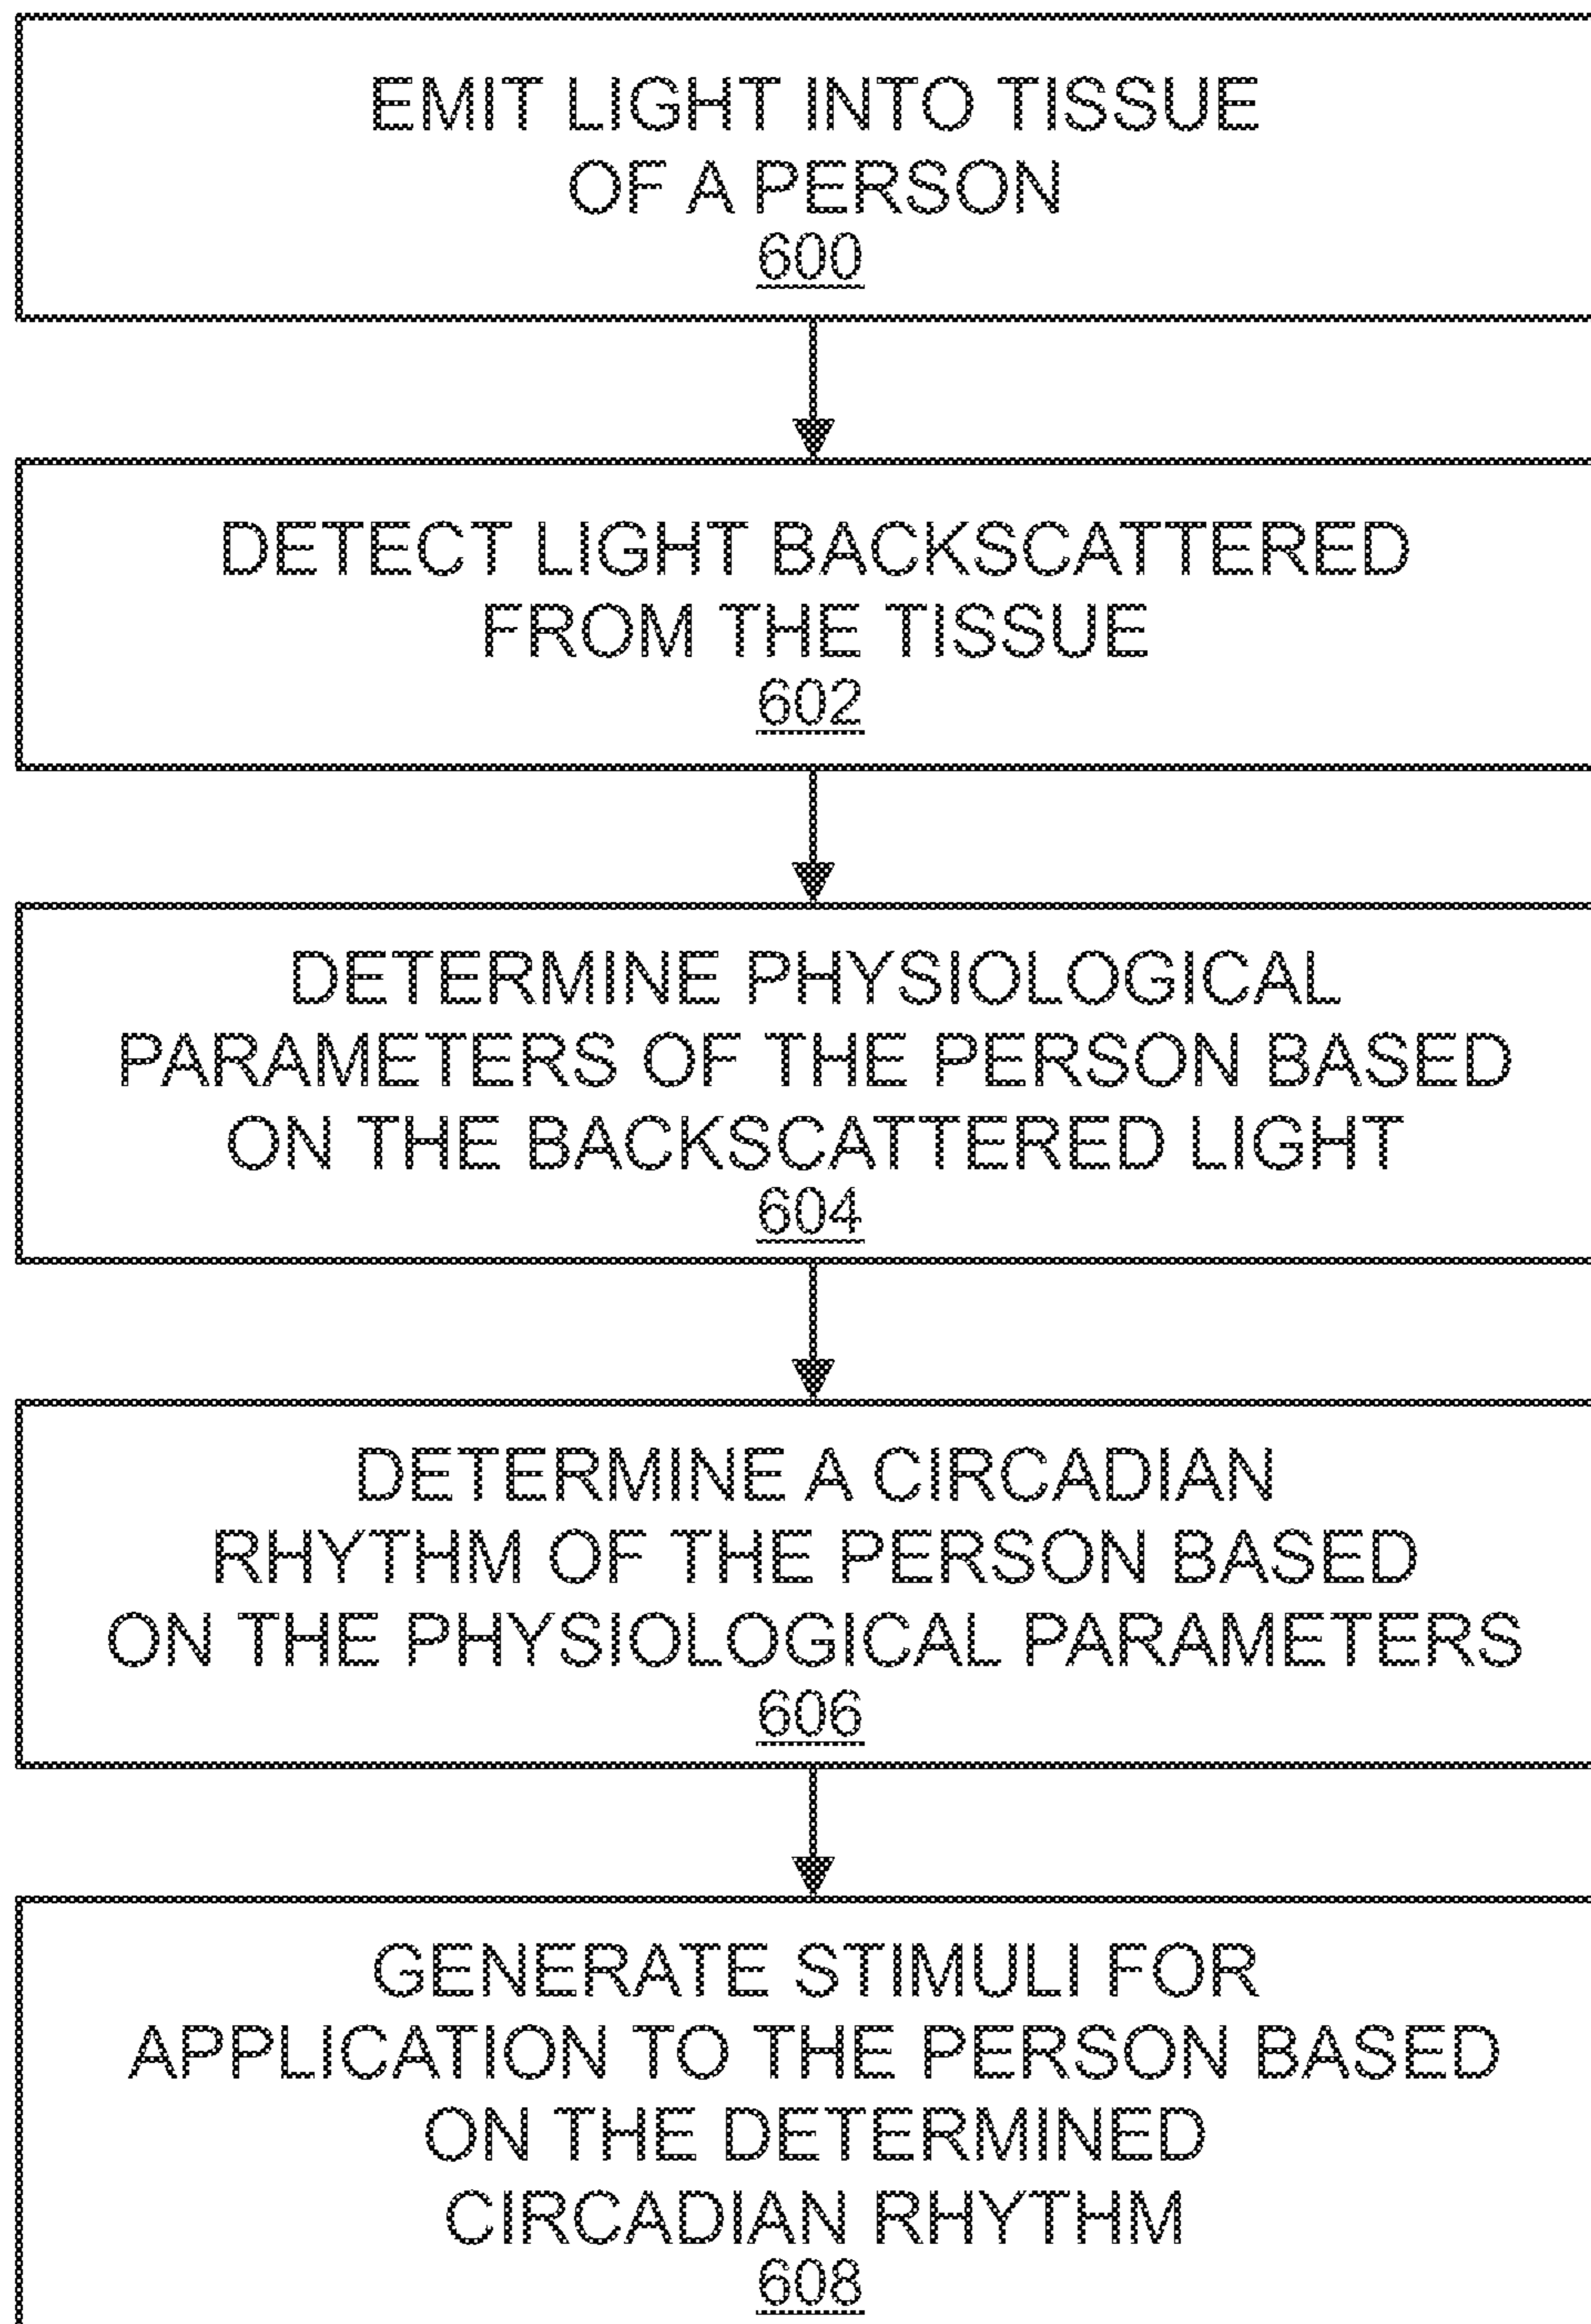 EMIT LIGHT INTO TISSUE
OF A PERSON
600
DETECT LIGHT BACKSCATTERED
FROM THE TISSUE
602
DETERMINE PHYSIOLOGICAL
PARAMETERS OF THE PERSON BASED
ON THE BACKSCATTERED LIGHT
604
DETERMINE A CIRCADIAN
RHYTHM OF THE PERSON BASED
ON THE PHYSIOLOGICAL PARAMETERS
606
GENERATE STIMULI FOR
APPLICATION TO THE PERSON BASED
ON THE DETERMINED
CIRCADIAN RHYTHM
608